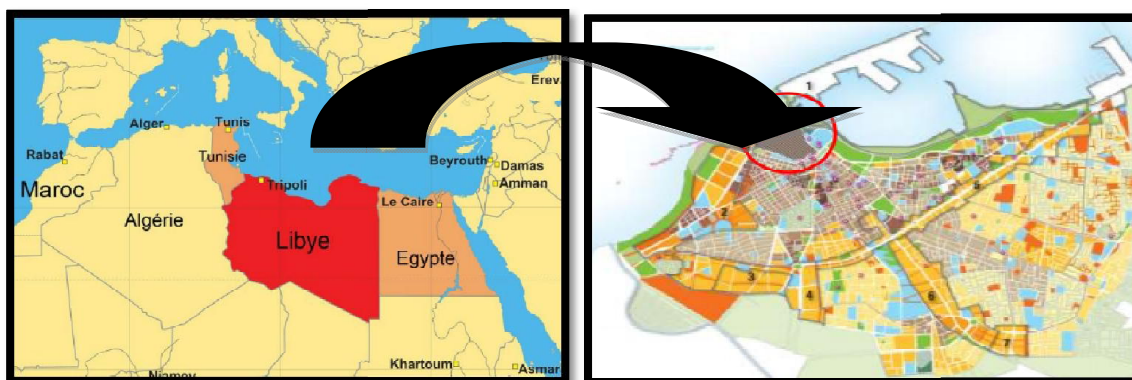 Erev
Alger
Tunis
Rabat
Tunisie
Beyrouth
Damas
Amman
Maroc
Tripoli
Le Caire
Algérie
Libye
Egypte
Khartoum
Asmar
Niamey
1
2
3
4
5
6
7